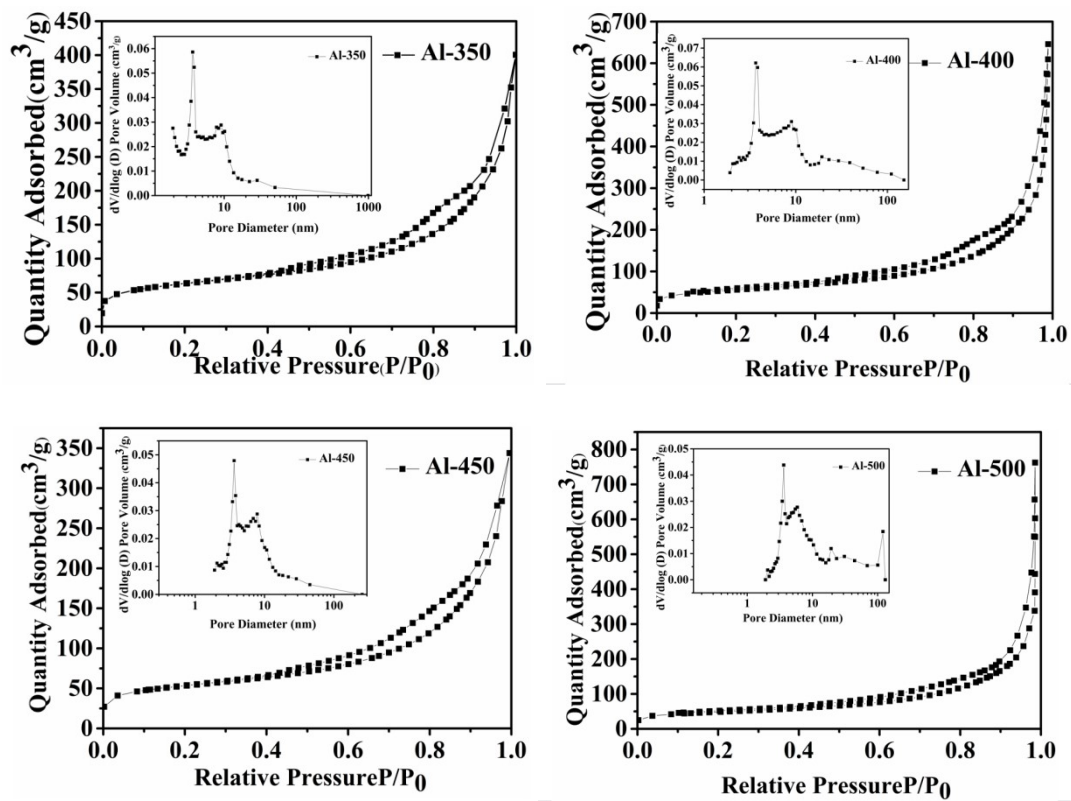 Al-350
Quantity Adsorbed(cm3/g)
450
400
350
300
250
200
150
100
50
0
0.0 0.2 0.4 0.6 0.8 1.0
Relative Pressure(P/P0)
Al-350
dV/dlog (D) Pore Volume (cm3/g)
0.06
0.05
0.04
0.03
0.02
0.01
0.00
10 100 1000
Pore Diameter (nm)
Al-400
Quantity Adsorbed(cm3/g)
700
600
500
400
300
200
100
0
0.0 0.2 0.4 0.6 0.8 1.0
Relative PressureP/P0
Al-400
dV/dlog (D) Pore Volume (cm3/g)
0.07
0.06
0.05
0.04
0.03
0.02
0.01
0.00
1 10 100
Pore Diameter (nm)
Al-450
Quantity Adsorbed(cm3/g)
350
300
250
200
150
100
50
0
0.0 0.2 0.4 0.6 0.8 1.0
Relative PressureP/P0
Al-450
dV/dlog (D) Pore Volume (cm3/g)
0.05
0.04
0.03
0.02
0.01
0.00
1 10 100
Pore Diameter (nm)
Al-500
Quantity Adsorbed(cm3/g)
800
700
600
500
400
300
200
100
0
0.0 0.2 0.4 0.6 0.8 1.0
Relative PressureP/P0
Al-500
dV/dlog (D) Pore Volume (cm3/g)
0.05
0.04
0.03
0.02
0.01
0.00
1 10 100
Pore Diameter (nm)